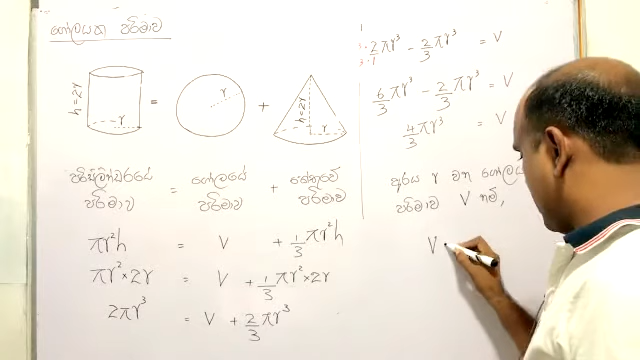 ගෝලයක පරිමාව
h=2r
r
=
r
+
h=2r
r
සිලින්ඩරයේ = ගෝලයේ + කේතුවේ
පරිමාව පරිමාව පරිමාව
πr²h = V + 1/3 πr²h
πr² × 2r = V + 1/3 πr² × 2r
2πr³ = V + 2/3 πr³
2πr³/1 - 2/3 πr³ = V
6/3 πr³ - 2/3 πr³ = V
4/3 πr³ = V
අරය r වන ගෝලය
පරිමාව V නම්,
V